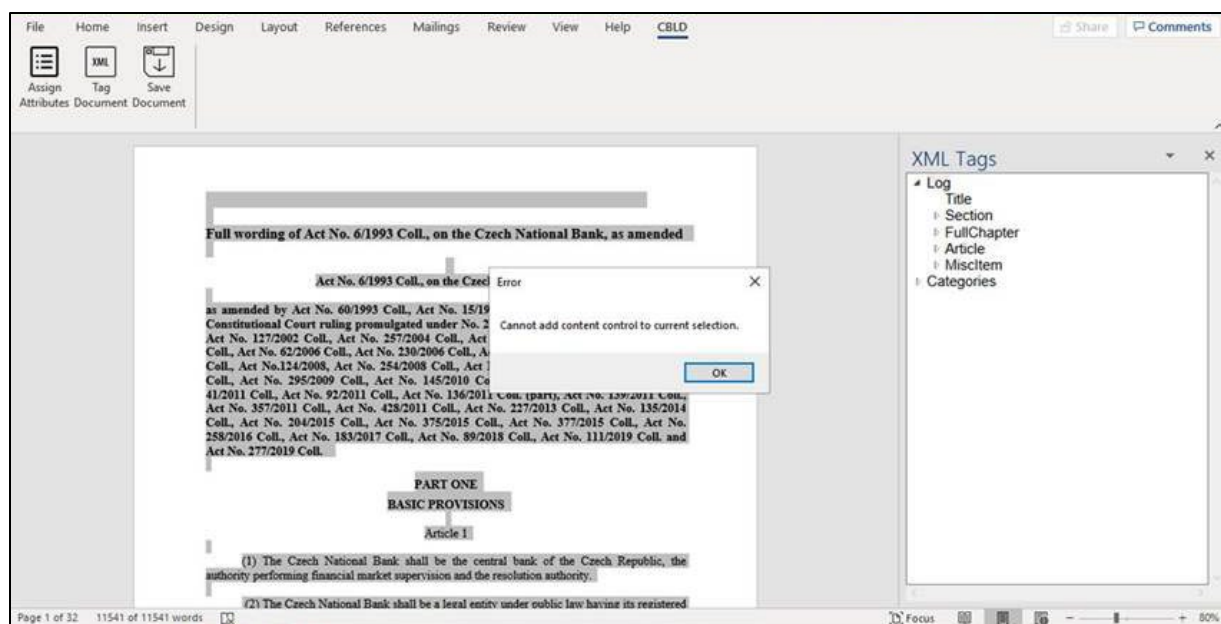 File Home Insert Design Layout References Mailings Review View Help CBLD Share Comments
XML
Assign Attributes Tag Document Save Document
XML Tags
Log
Title
Section
FullChapter
Article
MiscItem
Categories
Full wording of Act No. 6/1993 Coll., on the Czech National Bank, as amended
Act No. 6/1993 Coll., on the Czec
Error
Cannot add content control to current selection.
OK
as amended by Act No. 60/1993 Coll., Act No. 15/19
Constitutional Court ruling promulgated under No. 2
Act No. 127/2002 Coll., Act No. 257/2004 Coll., Act
Coll., Act No. 62/2006 Coll., Act No. 230/2006 Coll., A
Coll., Act No.124/2008, Act No. 254/2008 Coll., Act
Coll., Act No. 295/2009 Coll., Act No. 145/2010 Co
41/2011 Coll., Act No. 92/2011 Coll., Act No. 136/2011 Coll. (part), Act No. 139/2011 Coll.,
Act No. 357/2011 Coll., Act No. 428/2011 Coll., Act No. 227/2013 Coll., Act No. 135/2014
Coll., Act No. 204/2015 Coll., Act No. 375/2015 Coll., Act No. 377/2015 Coll., Act No.
258/2016 Coll., Act No. 183/2017 Coll., Act No. 89/2018 Coll., Act No. 111/2019 Coll. and
Act No. 277/2019 Coll.
PART ONE
BASIC PROVISIONS
Article 1
(1) The Czech National Bank shall be the central bank of the Czech Republic, the
authority performing financial market supervision and the resolution authority.
(2) The Czech National Bank shall be a legal entity under public law having its registered
Page 1 of 32 11541 of 11541 words Focus 80%